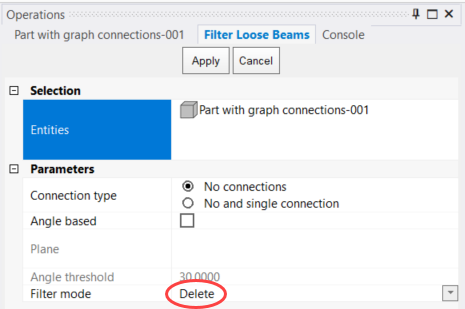 Operations
Part with graph connections-001 Filter Loose Beams Console
Apply Cancel
Selection
Entities Part with graph connections-001
Parameters
Connection type No connections
No and single connection
Angle based
Plane
Angle threshold 30.0000
Filter mode Delete